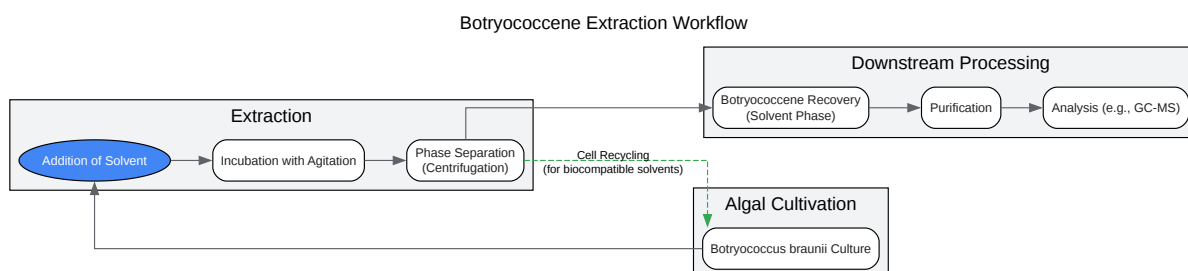 Botryococcene Extraction Workflow
Downstream Processing
Botryococcene Recovery
(Solvent Phase)
Purification
Analysis (e.g., GC-MS)
Extraction
Addition of Solvent
Incubation with Agitation
Phase Separation
(Centrifugation)
Cell Recycling
(for biocompatible solvents)
Algal Cultivation
Botryococcus braunii Culture